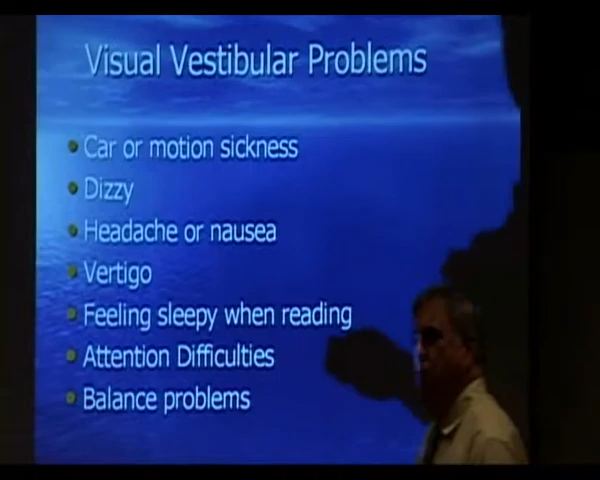 Visual Vestibular Problems
Car or motion sickness
Dizzy
Headache or nausea
Vertigo
Feeling sleepy when reading
Attention Difficulties
Balance problems